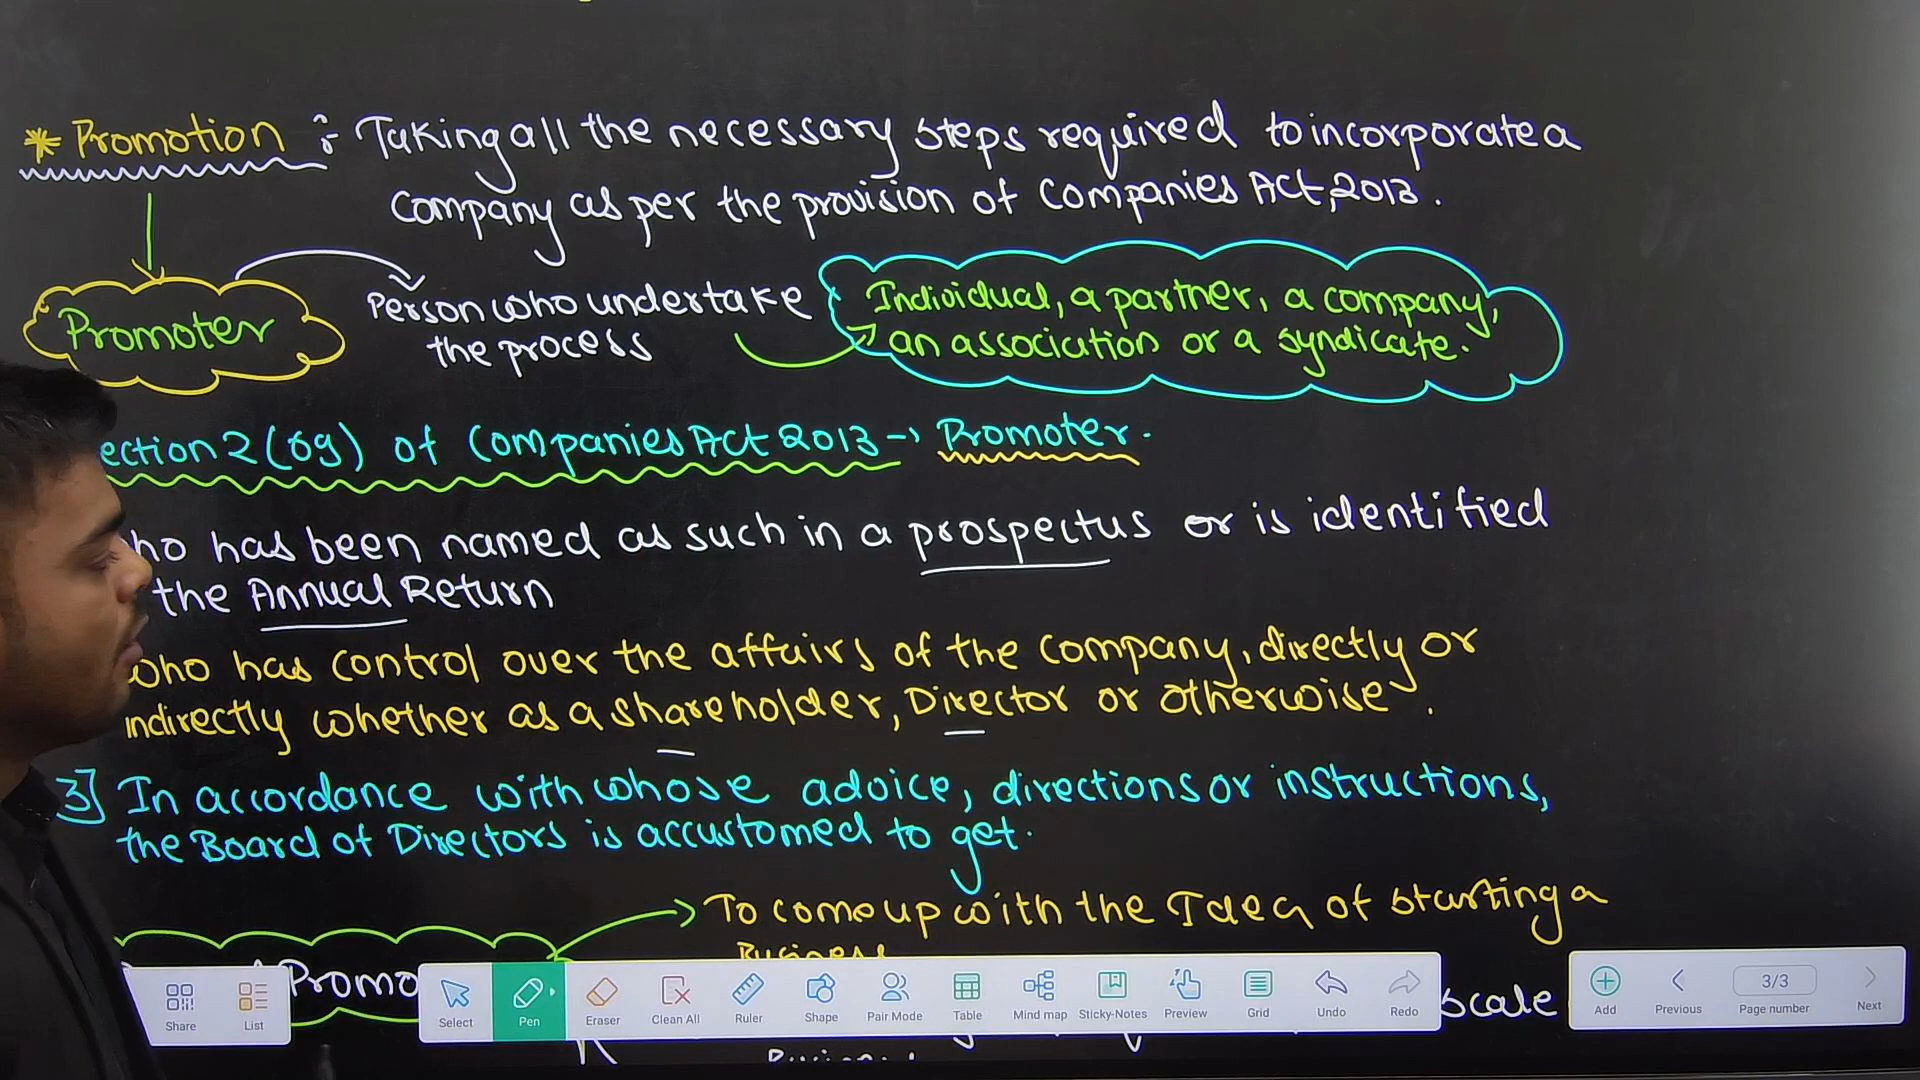 * Promotion :- Taking all the necessary steps required to incorporate a
company as per the provision of Companies Act, 2013.
Promoter
Person who undertake
the process
Individual, a partner, a company,
an association or a syndicate.
ection 2(69) of Companies Act 2013 → Promoter.
ho has been named as such in a prospectus or is identified
the Annual Return
who has control over the affairs of the company, directly or
indirectly whether as a shareholder, Director or otherwise.
3] In accordance with whose advice, directions or instructions,
the Board of Directors is accustomed to get.
→ To come up with the Idea of starting a
Business
Promo
scale
Share
List
Select
Pen
Eraser
Clean All
Ruler
Shape
Pair Mode
Table
Mind map
Sticky-Notes
Preview
Grid
Undo
Redo
Add
Previous
3/3
Page number
Next